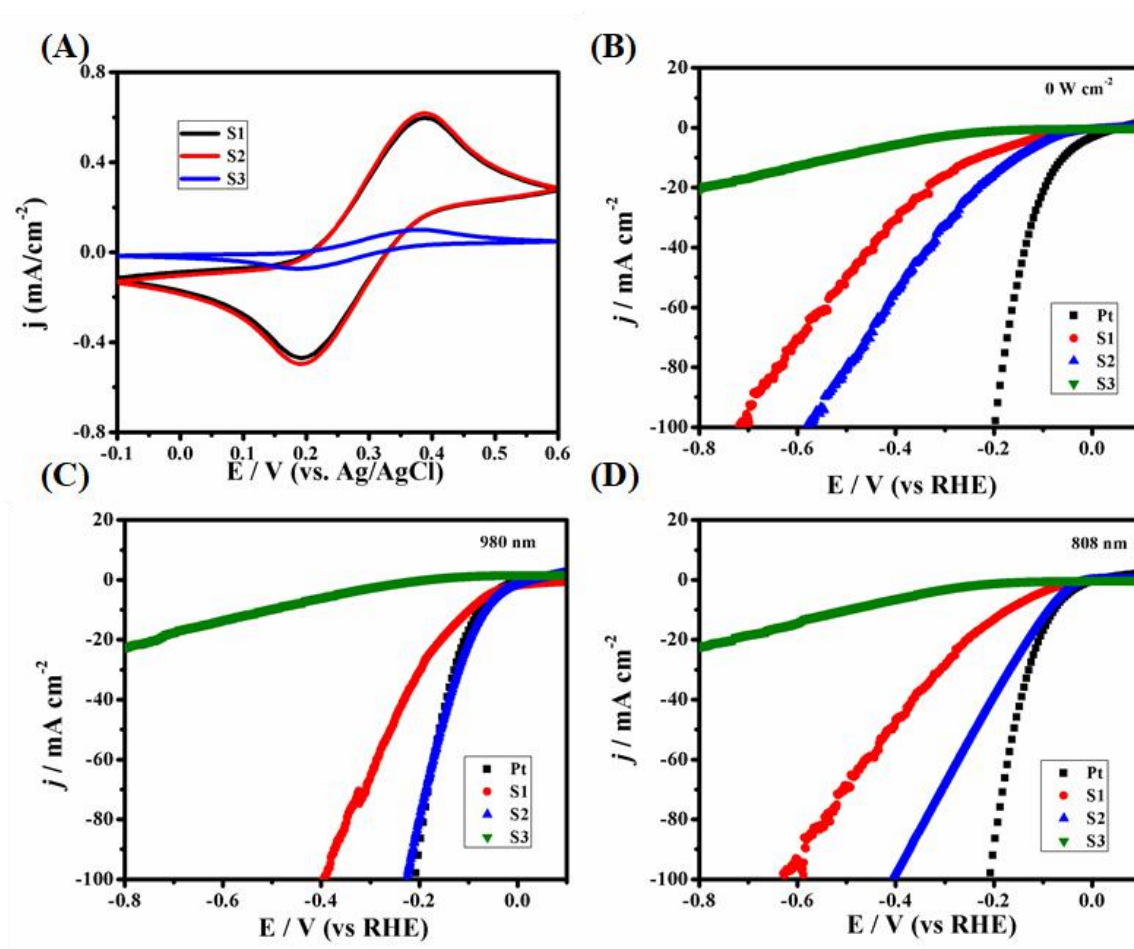 (A)
0.8
0.4
0.0
-0.4
-0.8
j (mA/cm⁻²)
S1
S2
S3
-0.1 0.0 0.1 0.2 0.3 0.4 0.5 0.6
E / V (vs. Ag/AgCl)
(B)
0 W cm⁻²
20
0
-20
-40
-60
-80
-100
j / mA cm⁻²
Pt
S1
S2
S3
-0.8 -0.6 -0.4 -0.2 0.0
E / V (vs RHE)
(C)
980 nm
20
0
-20
-40
-60
-80
-100
j / mA cm⁻²
Pt
S1
S2
S3
-0.8 -0.6 -0.4 -0.2 0.0
E / V (vs RHE)
(D)
808 nm
20
0
-20
-40
-60
-80
-100
j / mA cm⁻²
Pt
S1
S2
S3
-0.8 -0.6 -0.4 -0.2 0.0
E / V (vs RHE)